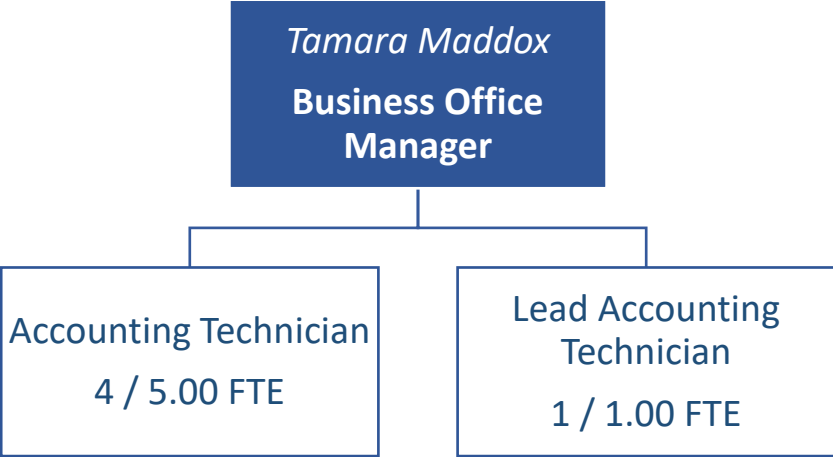 Tamara Maddox
Business Office
Manager
Accounting Technician
4 / 5.00 FTE
Lead Accounting
Technician
1 / 1.00 FTE